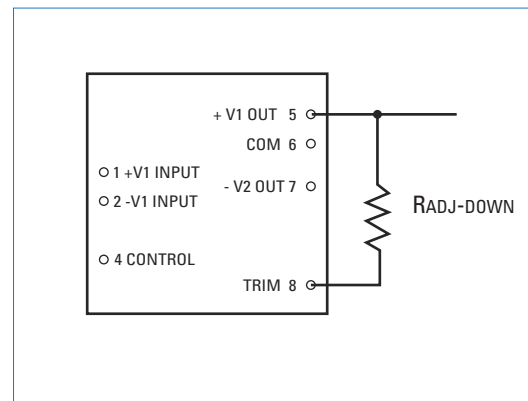 + V1 OUT 5
COM 6
1 +V1 INPUT
- V2 OUT 7
2 -V1 INPUT
RADJ-DOWN
4 CONTROL
TRIM 8